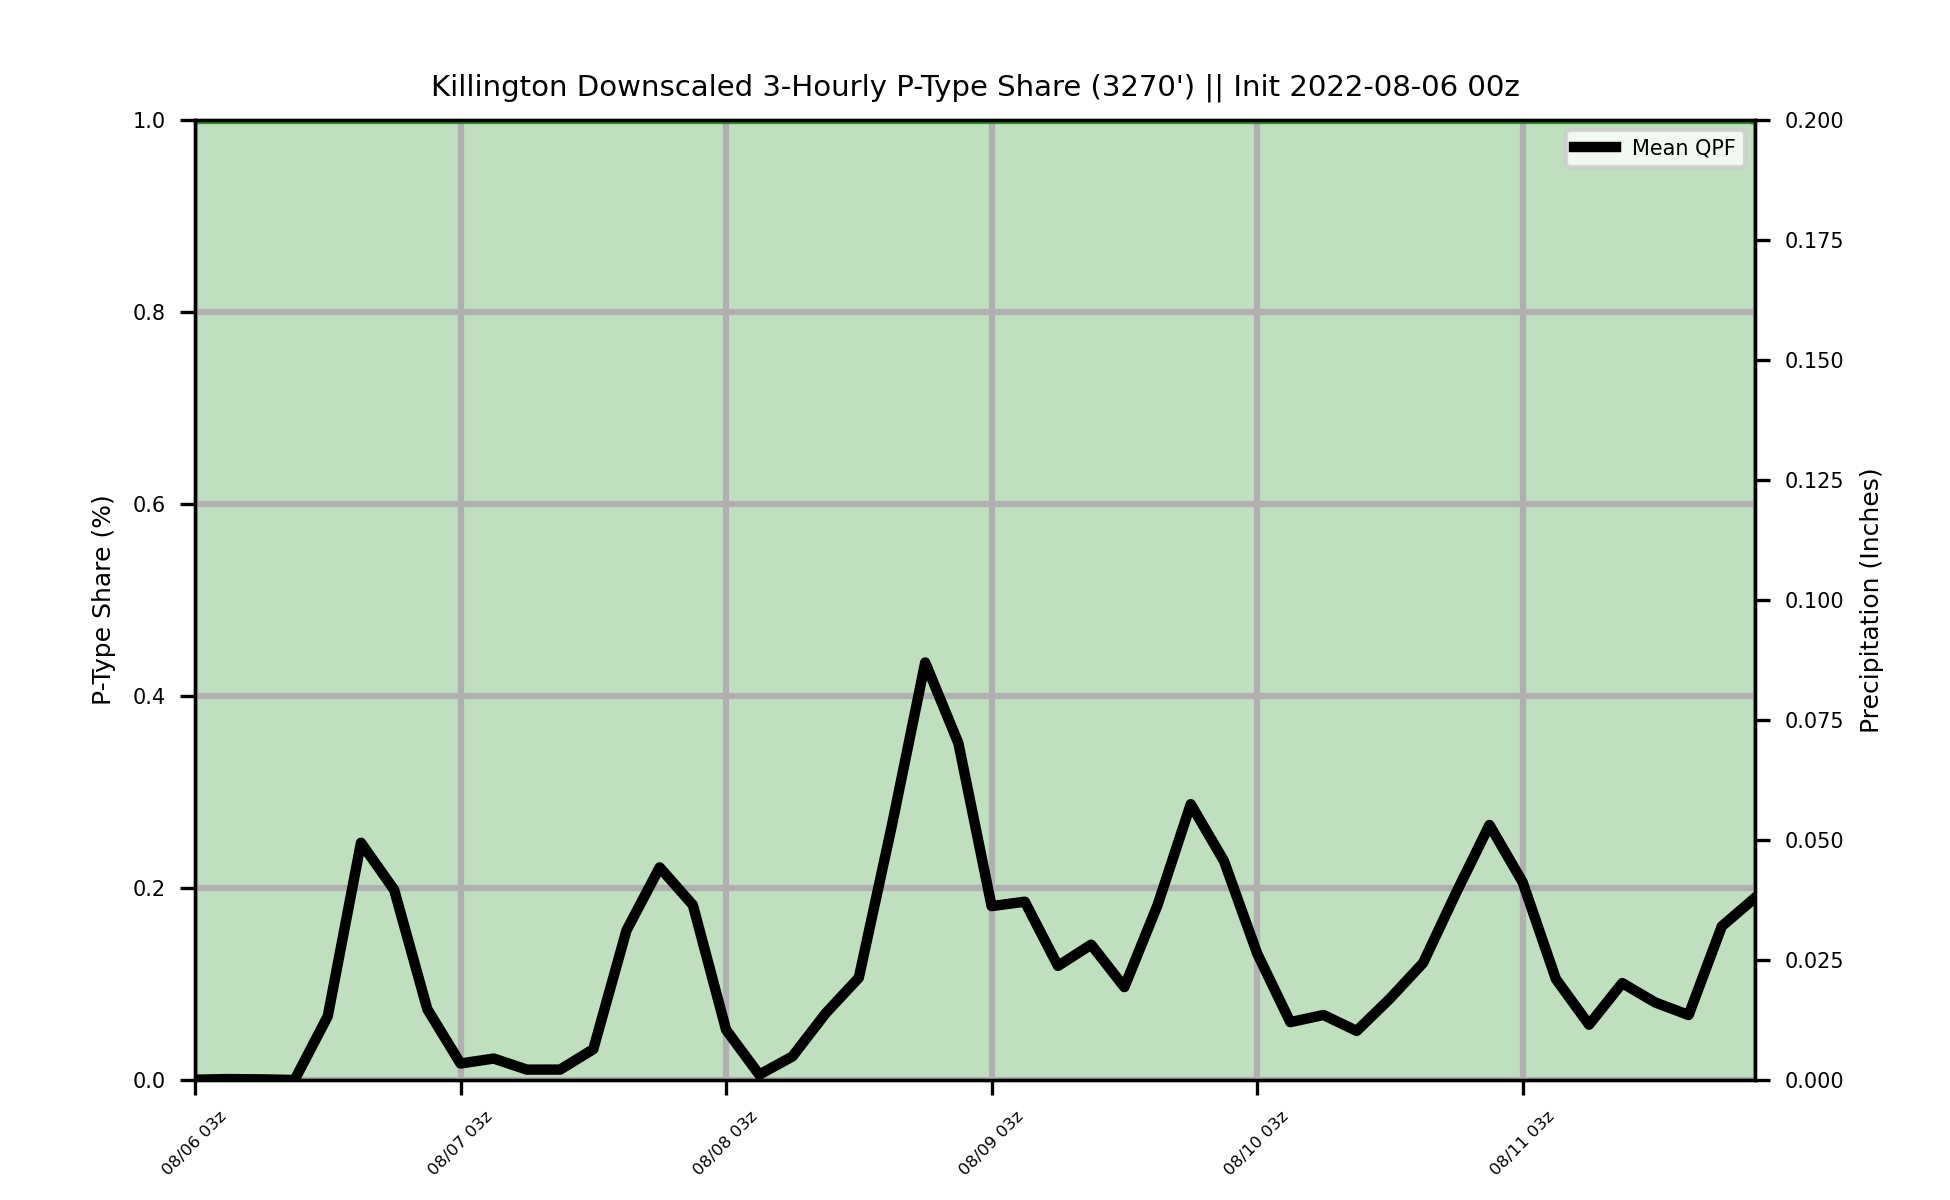 Killington Downscaled 3-Hourly P-Type Share (3270') || Init 2022-08-06 00z
Mean QPF
P-Type Share (%)
1.0
0.8
0.6
0.4
0.2
0.0
0.200
0.175
0.150
0.125
0.100
0.075
0.050
0.025
0.000
Precipitation (Inches)
08/06 03z
08/07 03z
08/08 03z
08/09 03z
08/10 03z
08/11 03z